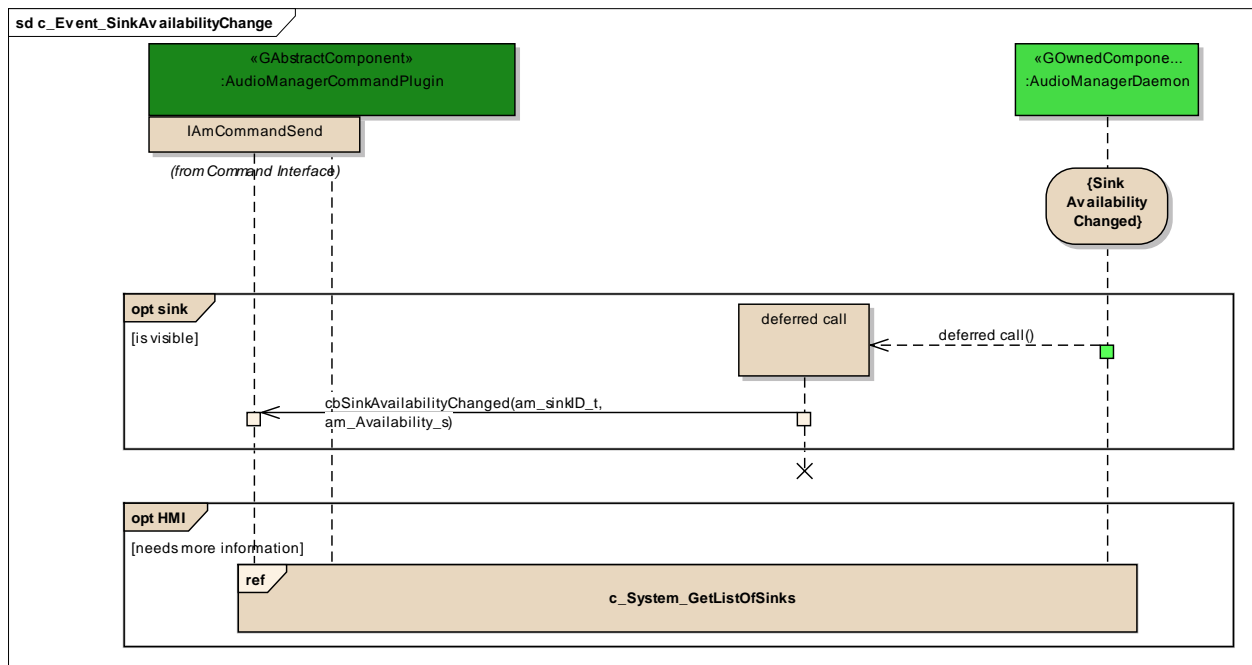 sd c_Event_SinkAvailabilityChange
«GAbstractComponent»
:AudioManagerCommandPlugin
«GOwnedCompone...
:AudioManagerDaemon
IAmCommandSend
(from Command Interface)
{Sink
Availability
Changed}
opt sink
[is visible]
deferred call
deferred call()
cbSinkAvailabilityChanged(am_sinkID_t,
am_Availability_s)
opt HMI
[needs more information]
ref
c_System_GetListOfSinks